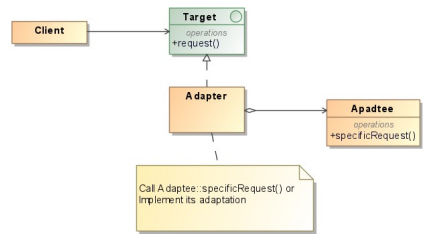 Client
Target
operations
+request()
Adapter
Apadtee
operations
+specificRequest()
Call Adaptee::specificRequest() or
Implement its adaptation